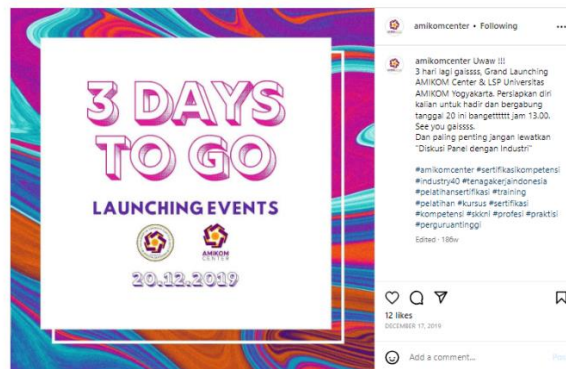 3 DAYS
TO GO
LAUNCHING EVENTS
AMIKOM
CENTER
20.12.2019
amikomcenter • Following
amikomcenter Uwaw !!!
3 hari lagi gaissss, Grand Launching
AMIKOM Center & LSP Universitas
AMIKOM Yogyakarta. Persiapkan diri
kalian untuk hadir dan bergabung
tanggal 20 ini bangettttttt jam 13.00.
See you gaissss.
Dan paling penting jangan lewatkan
"Diskusi Panel dengan Industri"
#amikomcenter #sertifikasikompetensi
#industry40 #tenagakerjaindonesia
#pelatihansertifikasi #training
#pelatihan #kursus #sertifikasi
#kompetensi #skkni #profesi #praktisi
#perguruantinggi
Edited · 186w
12 likes
DECEMBER 17, 2019
Add a comment...